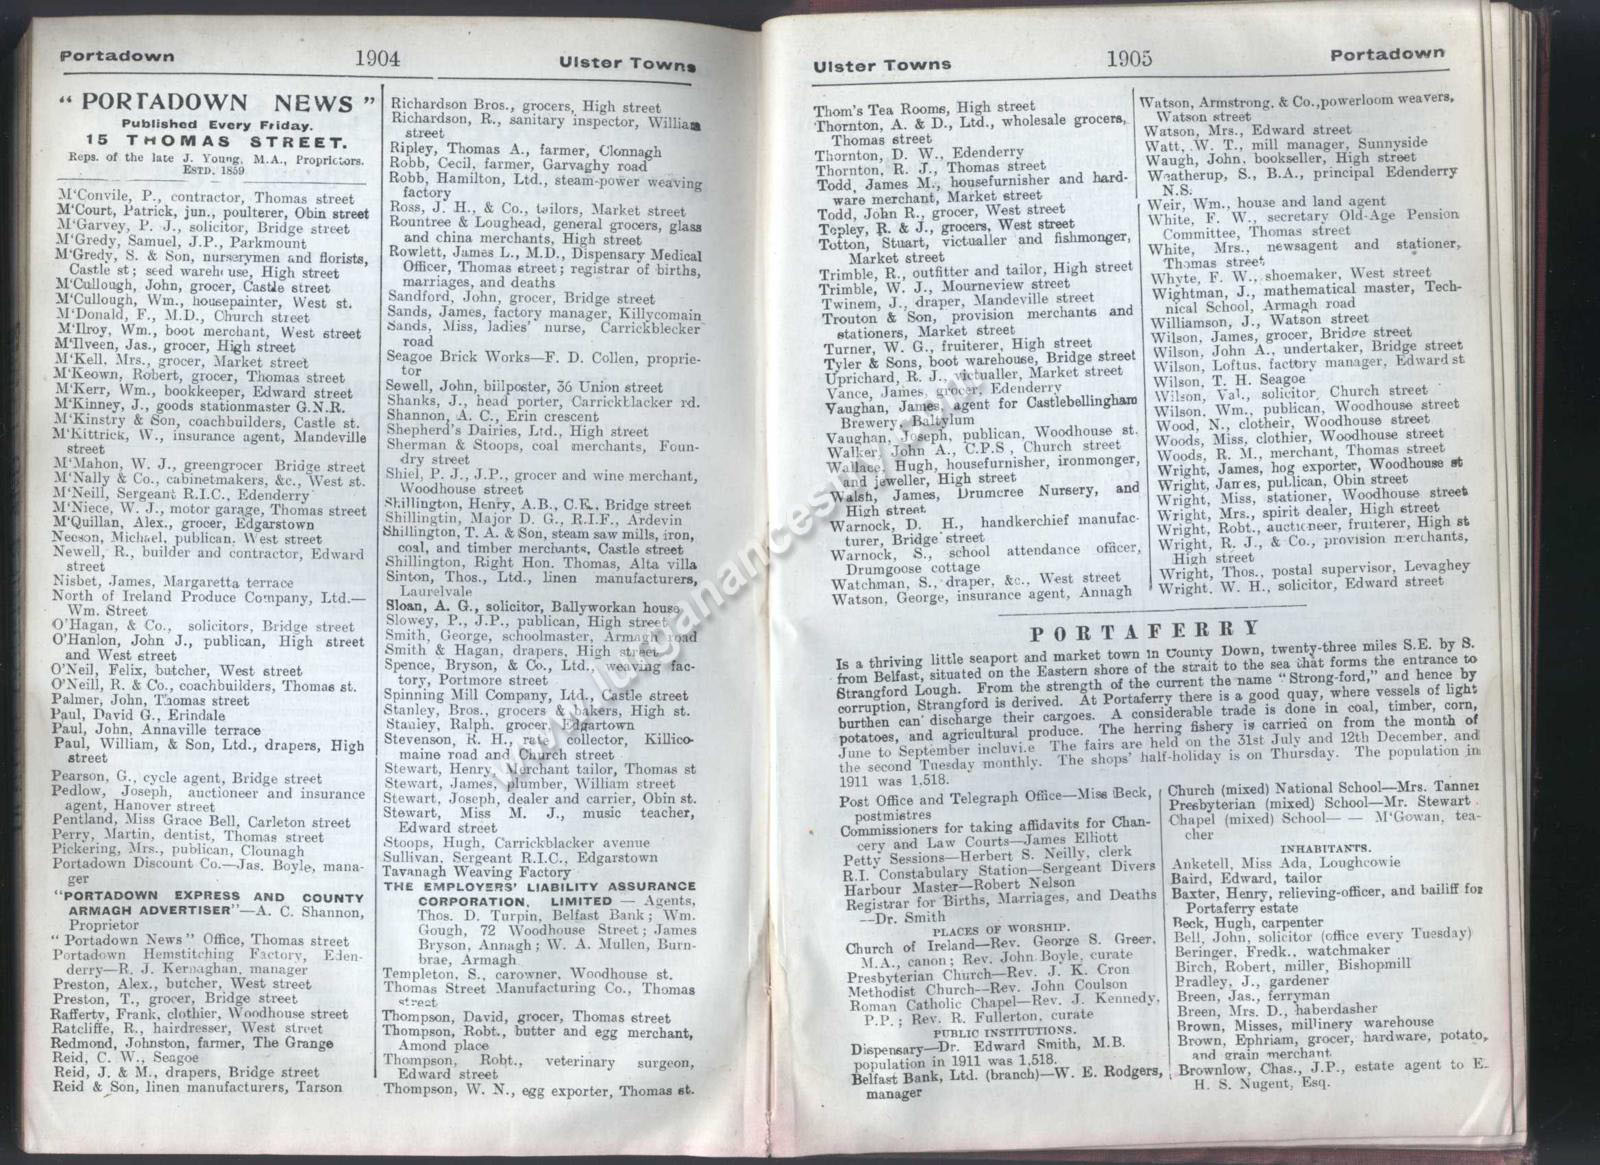 Portadown 1904 Ulster Towns
" PORTADOWN NEWS "
Published Every Friday.
15 THOMAS STREET.
Reps. of the late J. Young, M.A., Proprietors.
ESTD. 1859
M'Convile, P., contractor, Thomas street
M'Court, Patrick, jun., poulterer, Obin street
M'Garvey, P. J., solicitor, Bridge street
M'Gredy, Samuel, J.P., Parkmount
M'Gredy, S. & Son, nurserymen and florists,
Castle st; seed warehouse, High street
M'Cullough, John, grocer, Castle street
M'Cullough, Wm., housepainter, West st.
M'Donald, F., M.D., Church street
M'Ilroy, Wm., boot merchant, West street
M'Ilveen, Jas., grocer, High street
M'Kell, Mrs., grocer, Market street
M'Keown, Robert, grocer, Thomas street
M'Kerr, Wm., bookkeeper, Edward street
M'Kinney, J., goods stationmaster G.N.R.
M'Kinstry & Son, coachbuilders, Castle st.
M'Kittrick, W., insurance agent, Mandeville
street
M'Mahon, W. J., greengrocer Bridge street
M'Nally & Co., cabinetmakers, &c., West st.
M'Neill, Sergeant R.I.C., Edenderry
M'Niece, W. J., motor garage, Thomas street
M'Quillan, Alex., grocer, Edgarstown
Neeson, Michael, publican, West street
Newell, R., builder and contractor, Edward
street
Nisbet, James, Margaretta terrace
North of Ireland Produce Company, Ltd.—
Wm. Street
O'Hagan, & Co., solicitors, Bridge street
O'Hanlon, John J., publican, High street
and West street
O'Neil, Felix, butcher, West street
O'Neill, R. & Co., coachbuilders, Thomas st.
Palmer, John, Thomas street
Paul, David G., Erindale
Paul, John, Annaville terrace
Paul, William, & Son, Ltd., drapers, High
street
Pearson, G., cycle agent, Bridge street
Pedlow, Joseph, auctioneer and insurance
agent, Hanover street
Pentland, Miss Grace Bell, Carleton street
Perry, Martin, dentist, Thomas street
Pickering, Mrs., publican, Clounagh
Portadown Discount Co.—Jas. Boyle, mana-
ger
"PORTADOWN EXPRESS AND COUNTY
ARMAGH ADVERTISER"—A. C. Shannon,
Proprietor
" Portadown News " Office, Thomas street
Portadown Hemstitching Factory, Eden-
derry—R. J. Kernaghan, manager
Preston, Alex., butcher, West street
Preston, T., grocer, Bridge street
Rafferty, Frank, clothier, Woodhouse street
Ratcliffe, R., hairdresser, West street
Redmond, Johnston, farmer, The Grange
Reid, C. W., Seagoe
Reid, J. & M., drapers, Bridge street
Reid & Son, linen manufacturers, Tarson
Richardson Bros., grocers, High street
Richardson, R., sanitary inspector, William
street
Ripley, Thomas A., farmer, Clonnagh
Robb, Cecil, farmer, Garvaghy road
Robb, Hamilton, Ltd., steam-power weaving
factory
Ross, J. H., & Co., tailors, Market street
Rountree & Loughead, general grocers, glass
and china merchants, High street
Rowlett, James L., M.D., Dispensary Medical
Officer, Thomas street; registrar of births,
marriages, and deaths
Sandford, John, grocer, Bridge street
Sands, James, factory manager, Killycomain
Sands, Miss, ladies' nurse, Carrickblecker
road
Seagoe Brick Works—F. D. Collen, proprie-
tor
Sewell, John, billposter, 36 Union street
Shanks, J., head porter, Carrickblacker rd.
Shannon, A. C., Erin crescent
Shepherd's Dairies, Ltd., High street
Sherman & Stoops, coal merchants, Foun-
dry street
Shiel, P. J., J.P., grocer and wine merchant,
Woodhouse street
Shillington, Henry, A.B., C.E., Bridge street
Shillingtin, Major D. G., R.I.F., Ardevin
Shillington, T. A. & Son, steam saw mills, iron,
coal, and timber merchants, Castle street
Shillington, Right Hon. Thomas, Alta villa
Sinton, Thos., Ltd., linen manufacturers,
Laurelvale
Sloan, A. G., solicitor, Ballyworkan house
Slowey, P., J.P., publican, High street
Smith, George, schoolmaster, Armagh road
Smith & Hagan, drapers, High street
Spence, Bryson, & Co., Ltd., weaving fac-
tory, Portmore street
Spinning Mill Company, Ltd., Castle street
Stanley, Bros., grocers & bakers, High st.
Stanley, Ralph, grocer, Edgartown
Stevenson, R. H., rate collector, Killico-
maine road and Church street
Stewart, Henry, merchant tailor, Thomas st
Stewart, James, plumber, William street
Stewart, Joseph, dealer and carrier, Obin st.
Stewart, Miss M. J., music teacher,
Edward street
Stoops, Hugh, Carrickblacker avenue
Sullivan, Sergeant R.I.C., Edgarstown
Tavanagh Weaving Factory
THE EMPLOYERS' LIABILITY ASSURANCE
CORPORATION, LIMITED — Agents,
Thos. D. Turpin, Belfast Bank; Wm.
Gough, 72 Woodhouse Street; James
Bryson, Annagh; W. A. Mullen, Burn-
brae, Armagh
Templeton, S., carowner, Woodhouse st.
Thomas Street Manufacturing Co., Thomas
street
Thompson, David, grocer, Thomas street
Thompson, Robt., butter and egg merchant,
Amond place
Thompson, Robt., veterinary surgeon,
Edward street
Thompson, W. N., egg exporter, Thomas st.
Ulster Towns 1905 Portadown
Thom's Tea Rooms, High street
Thornton, A. & D., Ltd., wholesale grocers,
Thomas street
Thornton, D. W., Edenderry
Thornton, R. J., Thomas street
Todd, James M., housefurnisher and hard-
ware merchant, Market street
Todd, John R., grocer, West street
Topley, R. & J., grocers, West street
Totton, Stuart, victualler and fishmonger,
Market street
Trimble, R., outfitter and tailor, High street
Trimble, W. J., Mourneview street
Twinem, J., draper, Mandeville street
Trouton & Son, provision merchants and
stationers, Market street
Turner, W. G., fruiterer, High street
Tyler & Sons, boot warehouse, Bridge street
Uprichard, R. J., victualler, Market street
Vance, James, grocer, Edenderry
Vaughan, James, agent for Castlebellingham
Brewery, Baltylum
Vaughan, Joseph, publican, Woodhouse st.
Walker, John A., C.P.S , Church street
Wallace, Hugh, housefurnisher, ironmonger,
and jeweller, High street
Walsh, James, Drumcree Nursery, and
High street
Warnock, D. H., handkerchief manufac-
turer, Bridge street
Warnock, S., school attendance officer,
Drumgoose cottage
Watchman, S., draper, &c., West street
Watson, George, insurance agent, Annagh
Watson, Armstrong, & Co.,powerloom weavers,
Watson street
Watson, Mrs., Edward street
Watt, W. T., mill manager, Sunnyside
Waugh, John, bookseller, High street
Weatherup, S., B.A., principal Edenderry
N.S.
Weir, Wm., house and land agent
White, F. W., secretary Old-Age Pension
Committee, Thomas street
White, Mrs., newsagent and stationer,
Thomas street
Whyte, F. W., shoemaker, West street
Wightman, J., mathematical master, Tech-
nical School, Armagh road
Williamson, J., Watson street
Wilson, James, grocer, Bridge street
Wilson, John A., undertaker, Bridge street
Wilson, Loftus, factory manager, Edward st
Wilson, T. H. Seagoe
Wilson, Val., solicitor, Church street
Wilson, Wm., publican, Woodhouse street
Wood, N., clotheir, Woodhouse street
Woods, Miss, clothier, Woodhouse street
Woods, R. M., merchant, Thomas street
Wright, James, hog exporter, Woodhouse st
Wright, James, publican, Obin street
Wright, Miss, stationer, Woodhouse street
Wright, Mrs., spirit dealer, High street
Wright, Robt., auctioneer, fruiterer, High st
Wright, R. J., & Co., provision merchants,
High street
Wright, Thos., postal supervisor, Levaghey
Wright, W. H., solicitor, Edward street
PORTAFERRY
Is a thriving little seaport and market town in County Down, twenty-three miles S.E. by S.
from Belfast, situated on the Eastern shore of the strait to the sea that forms the entrance to
Strangford Lough. From the strength of the current the name "Strong-ford," and hence by
corruption, Strangford is derived. At Portaferry there is a good quay, where vessels of light
burthen can discharge their cargoes. A considerable trade is done in coal, timber, corn,
potatoes, and agricultural produce. The herring fishery is carried on from the month of
June to September incluvi.e The fairs are held on the 31st July and 12th December, and
the second Tuesday monthly. The shops' half-holiday is on Thursday. The population in
1911 was 1,518.
Post Office and Telegraph Office—Miss Beck,
postmistres
Commissioners for taking affidavits for Chan-
cery and Law Courts—James Elliott
Petty Sessions—Herbert S. Neilly, clerk
R.I. Constabulary Station—Sergeant Divers
Harbour Master—Robert Nelson
Registrar for Births, Marriages, and Deaths
—Dr. Smith
PLACES OF WORSHIP.
Church of Ireland—Rev. George S. Greer,
M.A., canon; Rev. John Boyle, curate
Presbyterian Church—Rev. J. K. Cron
Methodist Church—Rev. John Coulson
Roman Catholic Chapel—Rev. J. Kennedy,
P.P.; Rev. R. Fullerton, curate
PUBLIC INSTITUTIONS.
Dispensary—Dr. Edward Smith, M.B.
population in 1911 was 1,518.
Belfast Bank, Ltd. (branch)—W. E. Rodgers,
manager
Church (mixed) National School—Mrs. Tanner
Presbyterian (mixed) School—Mr. Stewart
Chapel (mixed) School— — M'Gowan, tea-
cher
INHABITANTS.
Anketell, Miss Ada, Loughcowie
Baird, Edward, tailor
Baxter, Henry, relieving-officer, and bailiff for
Portaferry estate
Beck, Hugh, carpenter
Bell, John, solicitor (office every Tuesday)
Beringer, Fredk., watchmaker
Birch, Robert, miller, Bishopmill
Bradley, J., gardener
Breen, Jas., ferryman
Breen, Mrs. D., haberdasher
Brown, Misses, millinery warehouse
Brown, Ephriam, grocer, hardware, potato,
and grain merchant
Brownlow, Chas., J.P., estate agent to E.
H. S. Nugent, Esq.
www.lurganancestry.com